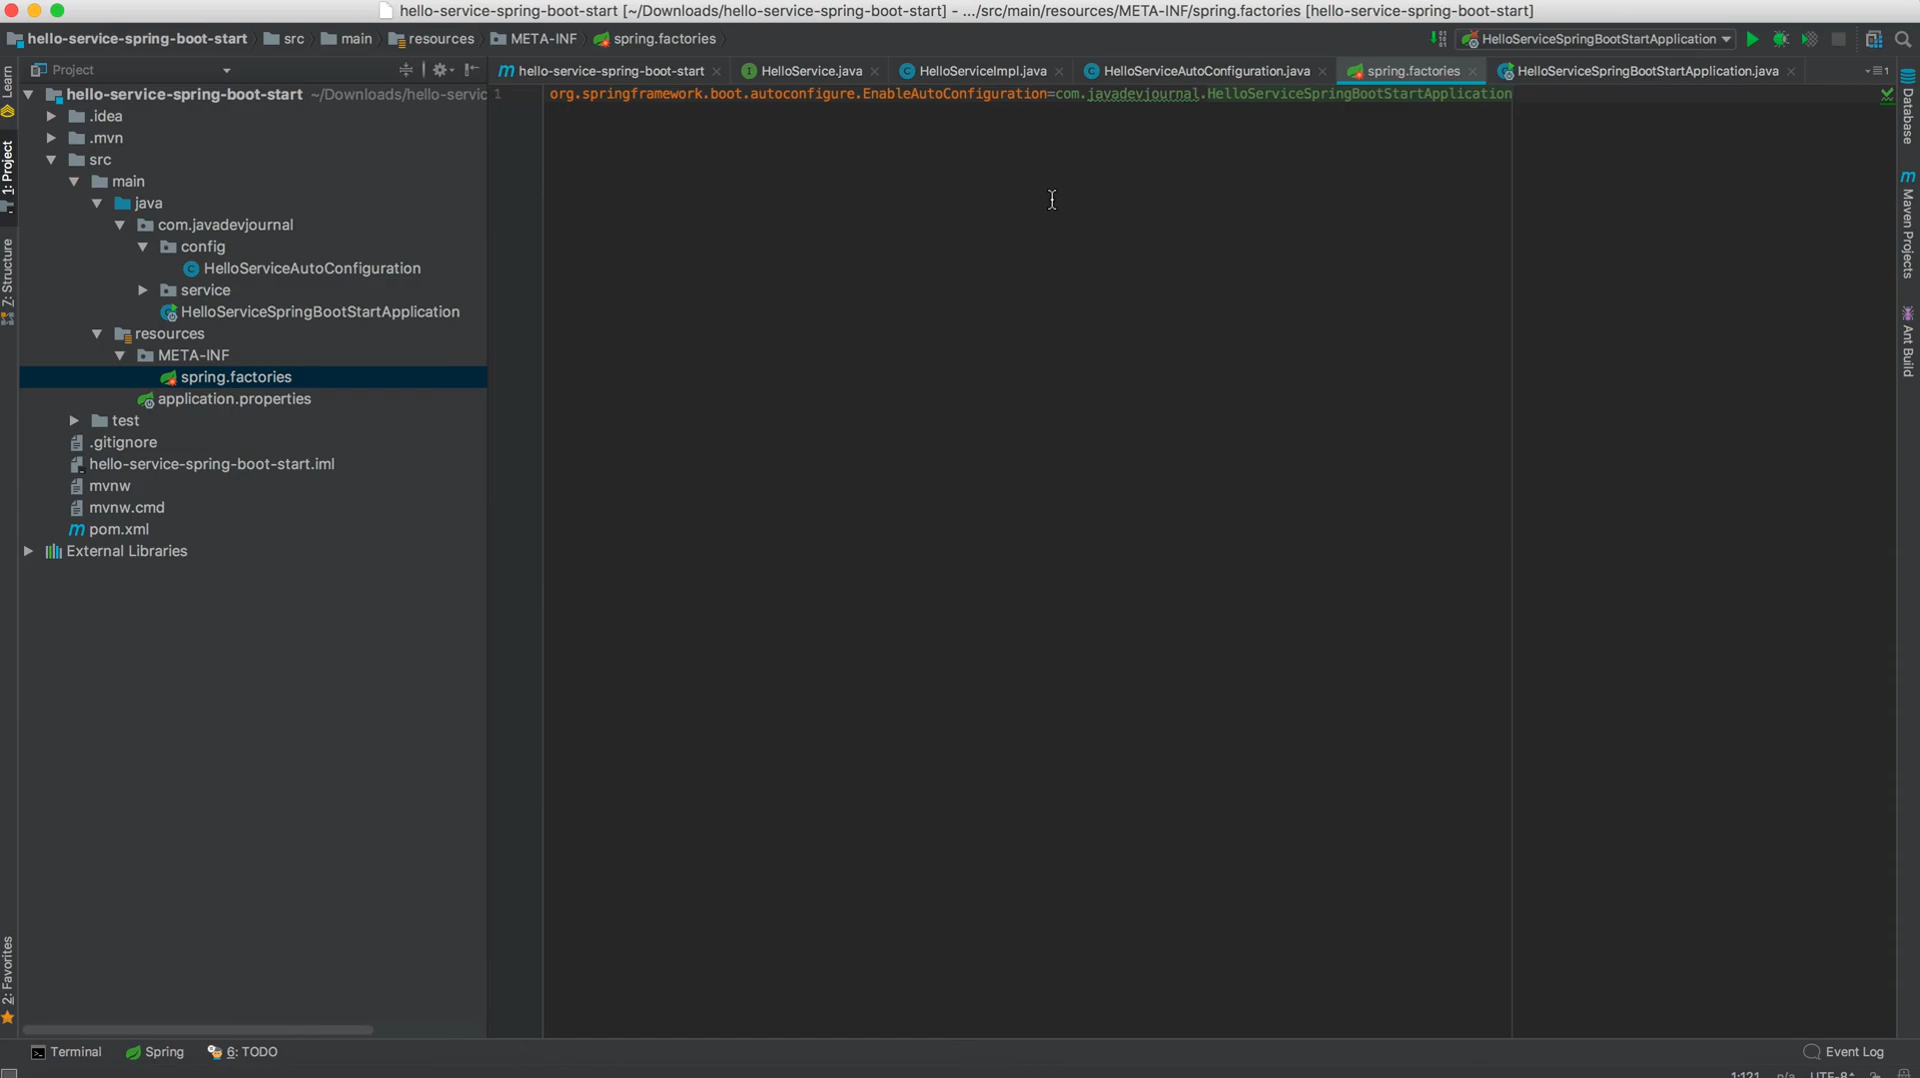 hello-service-spring-boot-start [~/Downloads/hello-service-spring-boot-start] - .../src/main/resources/META-INF/spring.factories [hello-service-spring-boot-start]
hello-service-spring-boot-start src main resources META-INF spring.factories HelloServiceSpringBootStartApplication
Project
hello-service-spring-boot-start HelloService.java HelloServiceImpl.java HelloServiceAutoConfiguration.java spring.factories HelloServiceSpringBootStartApplication.java
hello-service-spring-boot-start ~/Downloads/hello-servic
1 org.springframework.boot.autoconfigure.EnableAutoConfiguration=com.javadevjournal.HelloServiceSpringBootStartApplication
.idea
.mvn
src
main
java
com.javadevjournal
config
HelloServiceAutoConfiguration
service
HelloServiceSpringBootStartApplication
resources
META-INF
spring.factories
application.properties
test
.gitignore
hello-service-spring-boot-start.iml
mvnw
mvnw.cmd
pom.xml
External Libraries
Learn
1: Project
7: Structure
2: Favorites
Database
Maven Projects
Ant Build
Terminal Spring 6: TODO Event Log
1:121 n/a UTF-8